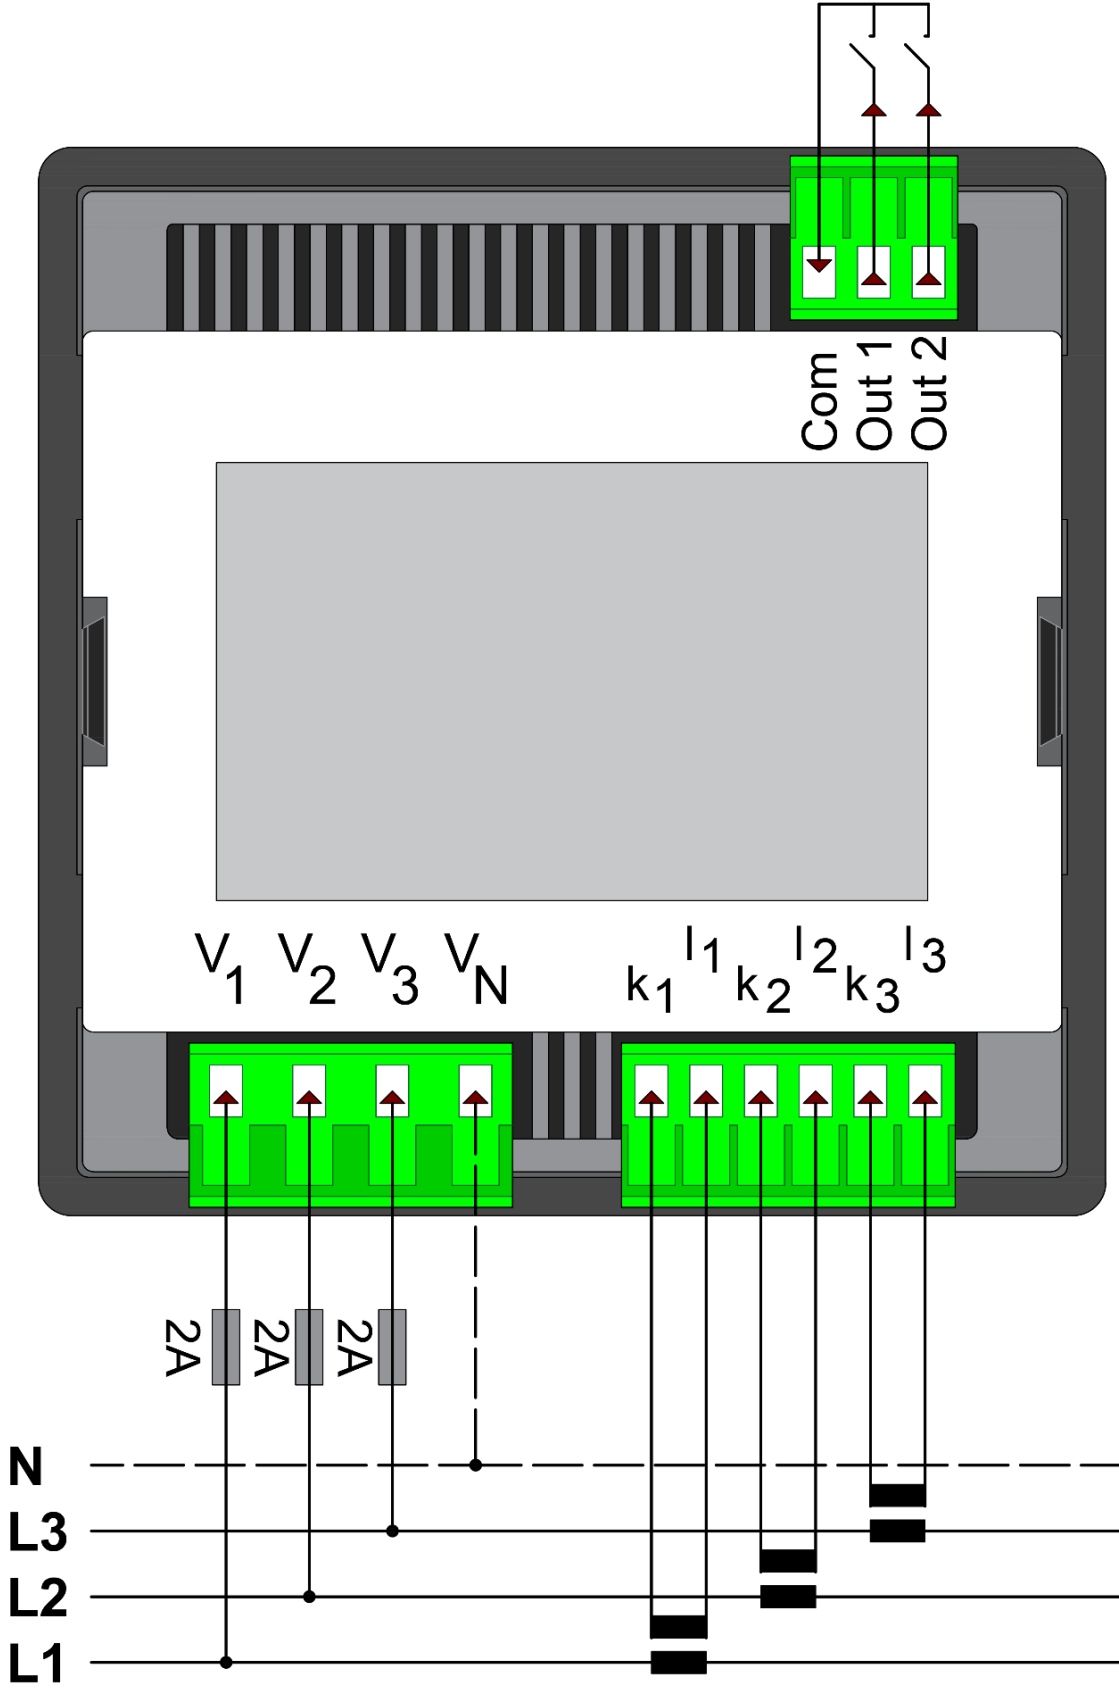 Com
Out 1
Out 2
V1 V2 V3 VN
k1 l1 k2 l2 k3 l3
2A 2A 2A
N
L3
L2
L1